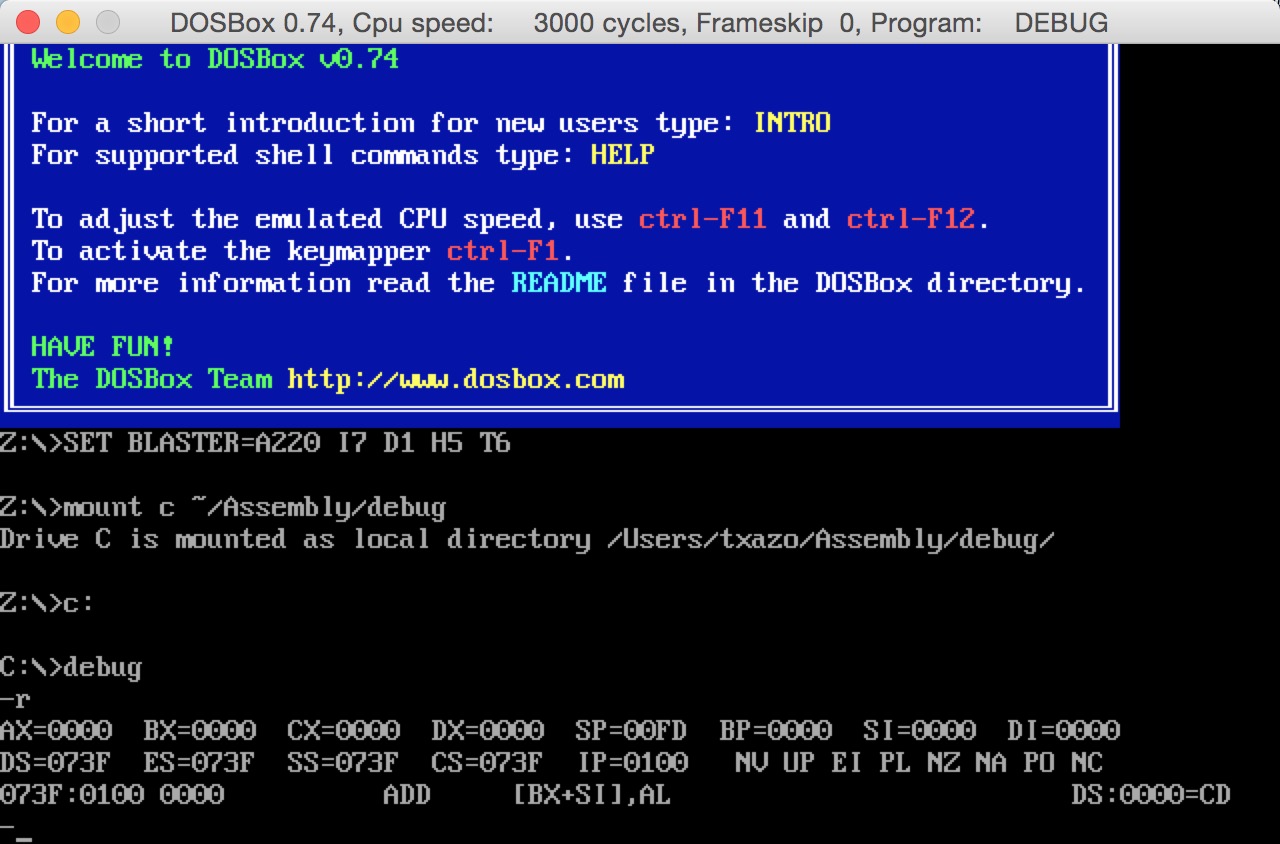 DOSBox 0.74, Cpu speed: 3000 cycles, Frameskip 0, Program: DEBUG
Welcome to DOSBox v0.74
For a short introduction for new users type: INTRO
For supported shell commands type: HELP
To adjust the emulated CPU speed, use ctrl-F11 and ctrl-F12.
To activate the keymapper ctrl-F1.
For more information read the README file in the DOSBox directory.
HAVE FUN!
The DOSBox Team http://www.dosbox.com
Z:\>SET BLASTER=A220 I7 D1 H5 T6
Z:\>mount c ~/Assembly/debug
Drive C is mounted as local directory /Users/txazo/Assembly/debug/
Z:\>c:
C:\>debug
-r
AX=0000 BX=0000 CX=0000 DX=0000 SP=00FD BP=0000 SI=0000 DI=0000
DS=073F ES=073F SS=073F CS=073F IP=0100 NV UP EI PL NZ NA PO NC
073F:0100 0000 ADD [BX+SI],AL DS:0000=CD
-_